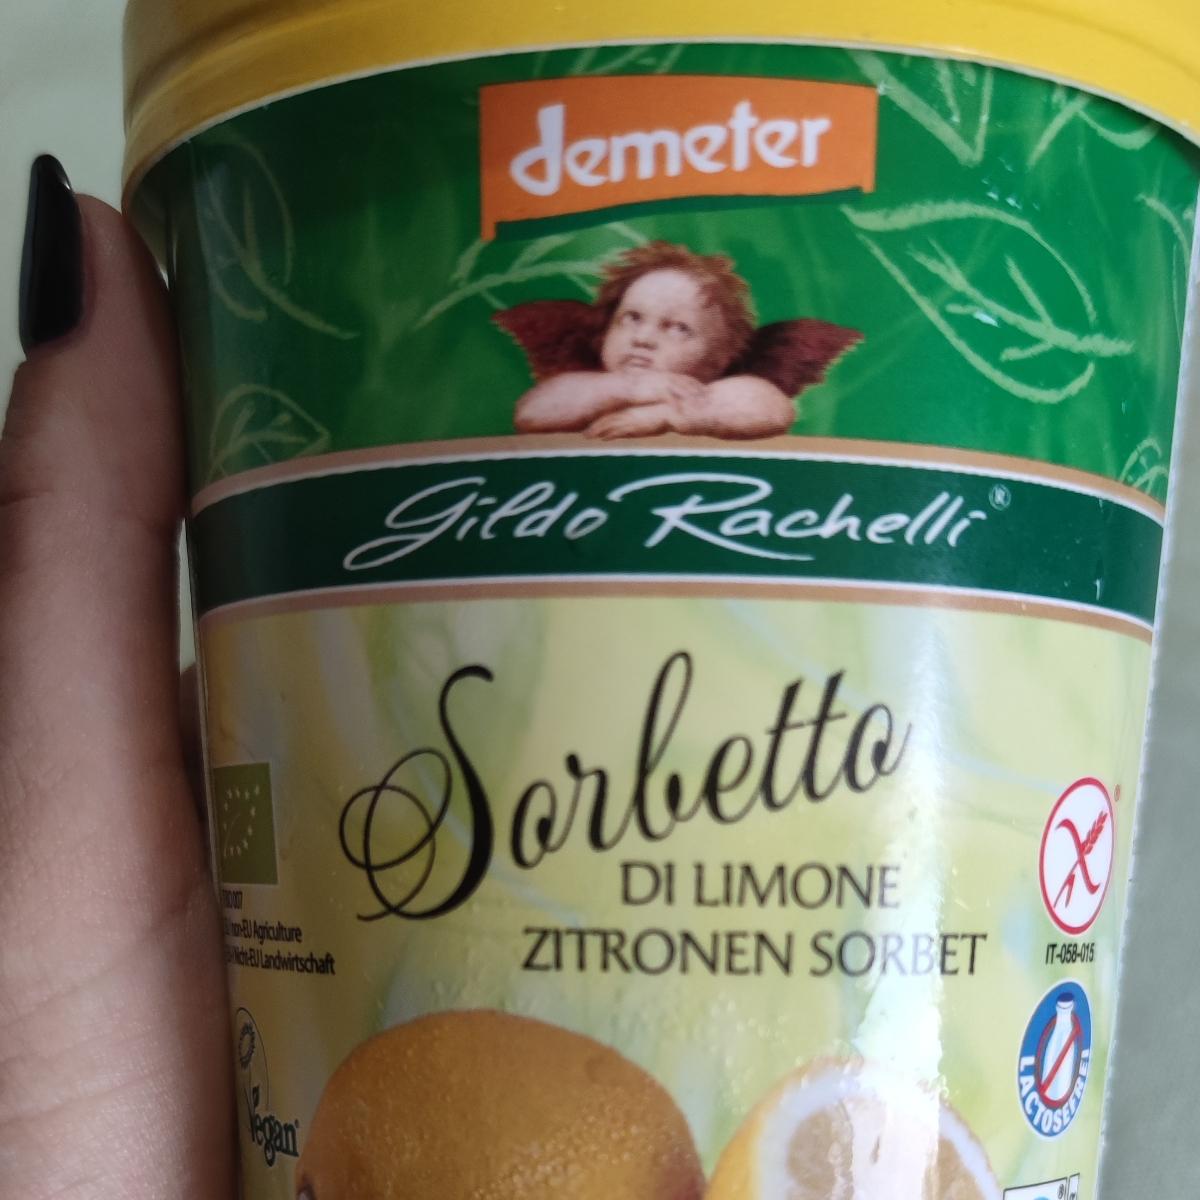 demeter
Gildo Rachelli®
Sorbetto
DI LIMONE
ZITRONEN SORBET
non-EU Agriculture
Nicht-EU Landwirtschaft
IT-058-015
LACTOSEFREI
Vegan